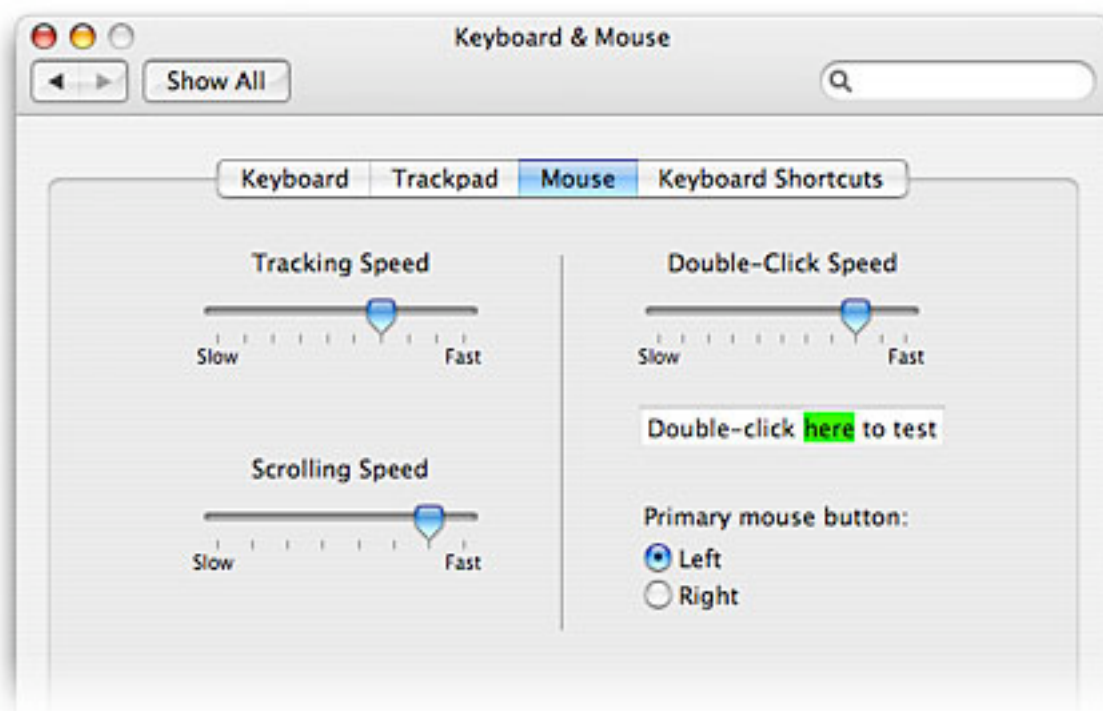 Keyboard & Mouse
Show All
Keyboard Trackpad Mouse Keyboard Shortcuts
Tracking Speed
Slow Fast
Scrolling Speed
Slow Fast
Double-Click Speed
Slow Fast
Double-click here to test
Primary mouse button:
Left
Right